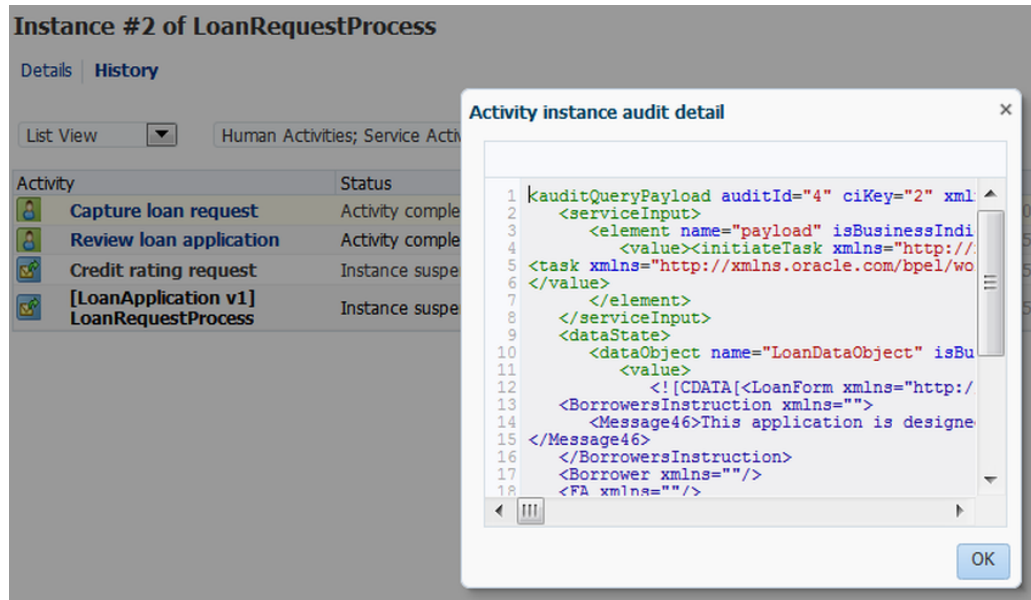 Instance #2 of LoanRequestProcess
Details History
List View
Human Activities; Service Activ
Activity Status
Capture loan request Activity comple
Review loan application Activity comple
Credit rating request Instance suspe
[LoanApplication v1]
LoanRequestProcess Instance suspe
Activity instance audit detail
1 <auditQueryPayload auditId="4" ciKey="2" xml
2 <serviceInput>
3 <element name="payload" isBusinessIndi
4 <value><initiateTask xmlns="http://
5 <task xmlns="http://xmlns.oracle.com/bpel/wo
6 </value>
7 </element>
8 </serviceInput>
9 <dataState>
10 <dataObject name="LoanDataObject" isBu
11 <value>
12 <![CDATA[<LoanForm xmlns="http:/
13 <BorrowersInstruction xmlns="">
14 <Message46>This application is designe
15 </Message46>
16 </BorrowersInstruction>
17 <Borrower xmlns=""/>
18 <FA xmlns=""/>
OK